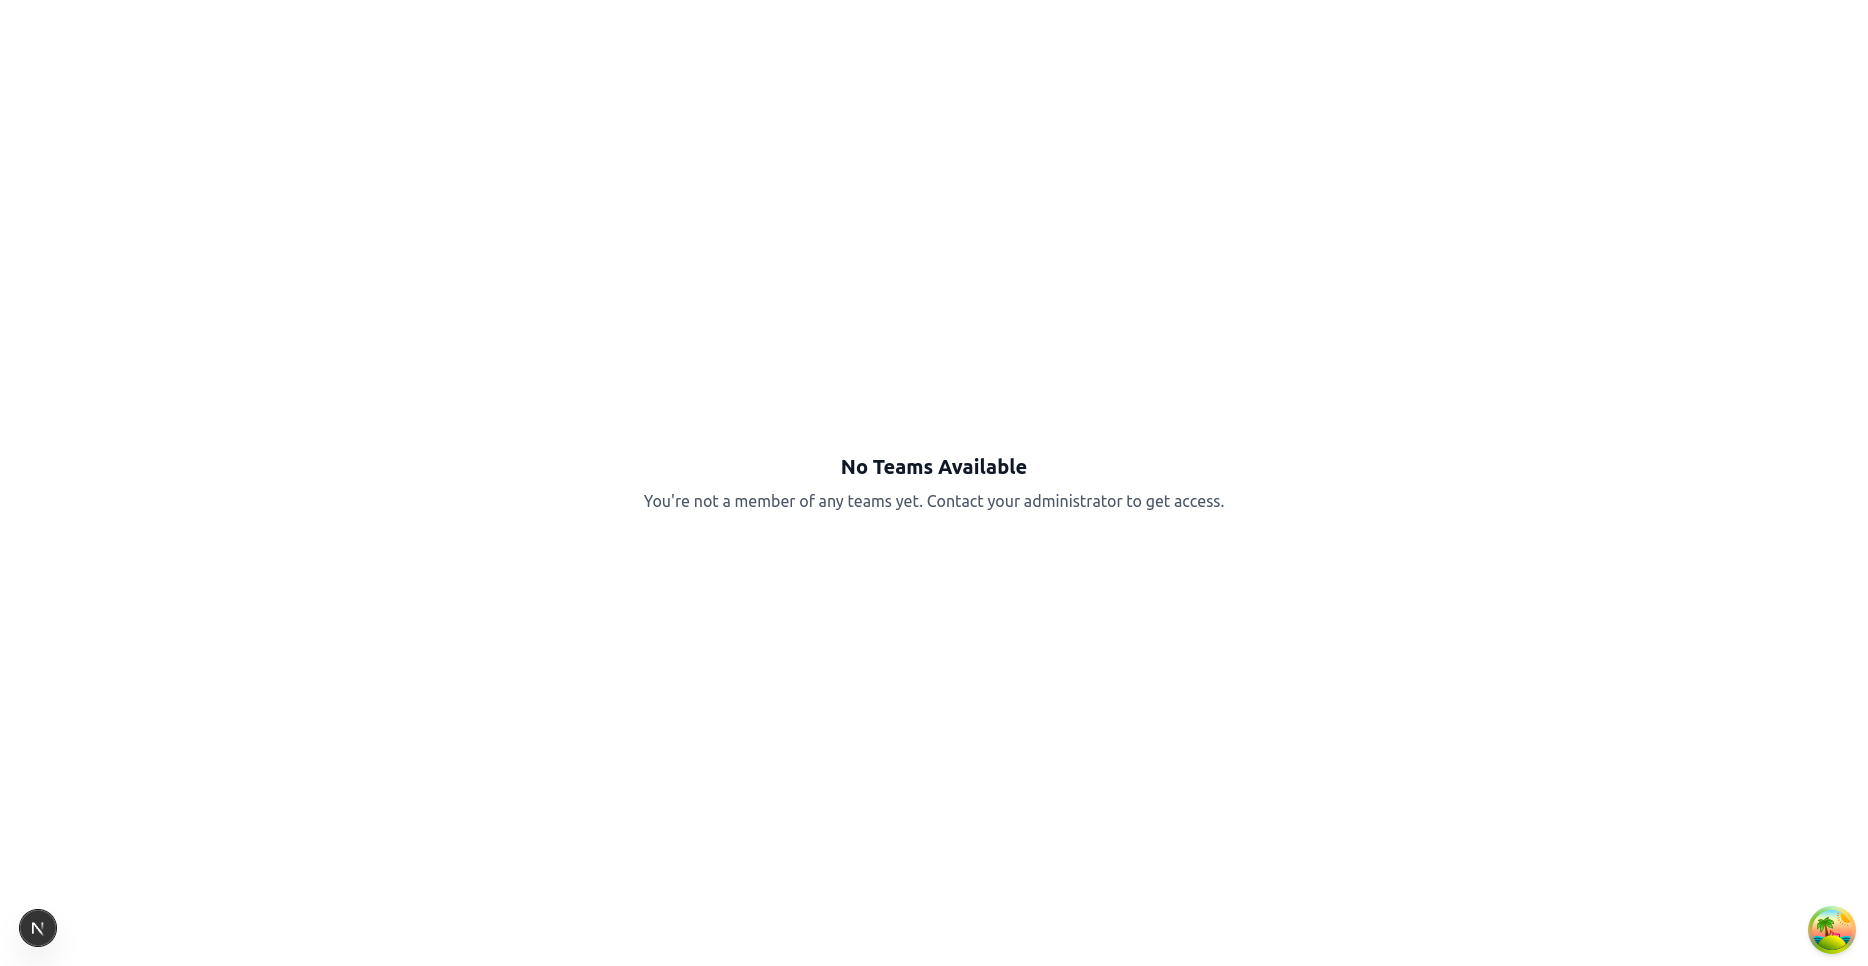 No Teams Available
You're not a member of any teams yet. Contact your administrator to get access.
N